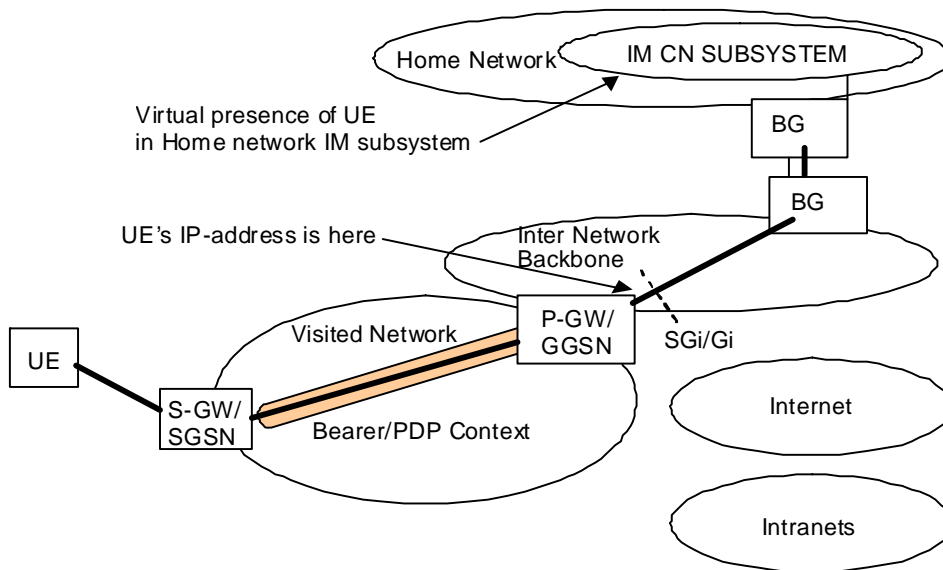 Home Network
IM CN SUBSYSTEM
Virtual presence of UE
in Home network IM subsystem
BG
BG
UE's IP-address is here
Inter Network
Backbone
Visited Network
P-GW/
GGSN
SGi/Gi
UE
S-GW/
SGSN
Bearer/PDP Context
Internet
Intranets